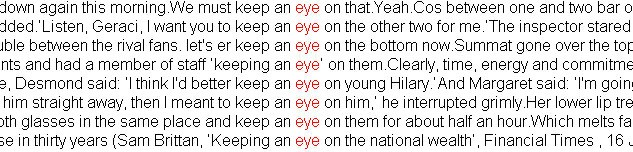 down again this morning.We must keep an eye on that.Yeah.Cos between one and two bar o
dded.'Listen, Geraci, I want you to keep an eye on the other two for me.'The inspector stared
uble between the rival fans. let's er keep an eye on the bottom now.Summat gone over the top
nts and had a member of staff 'keeping an eye' on them.Clearly, time, energy and commitme
e, Desmond said: 'I think I'd better keep an eye on young Hilary.'And Margaret said: 'I'm going
him straight away, then I meant to keep an eye on him,' he interrupted grimly.Her lower lip tre
oth glasses in the same place and keep an eye on them for about half an hour.Which melts fa
se in thirty years (Sam Brittan, 'Keeping an eye on the national wealth', Financial Times , 16 J